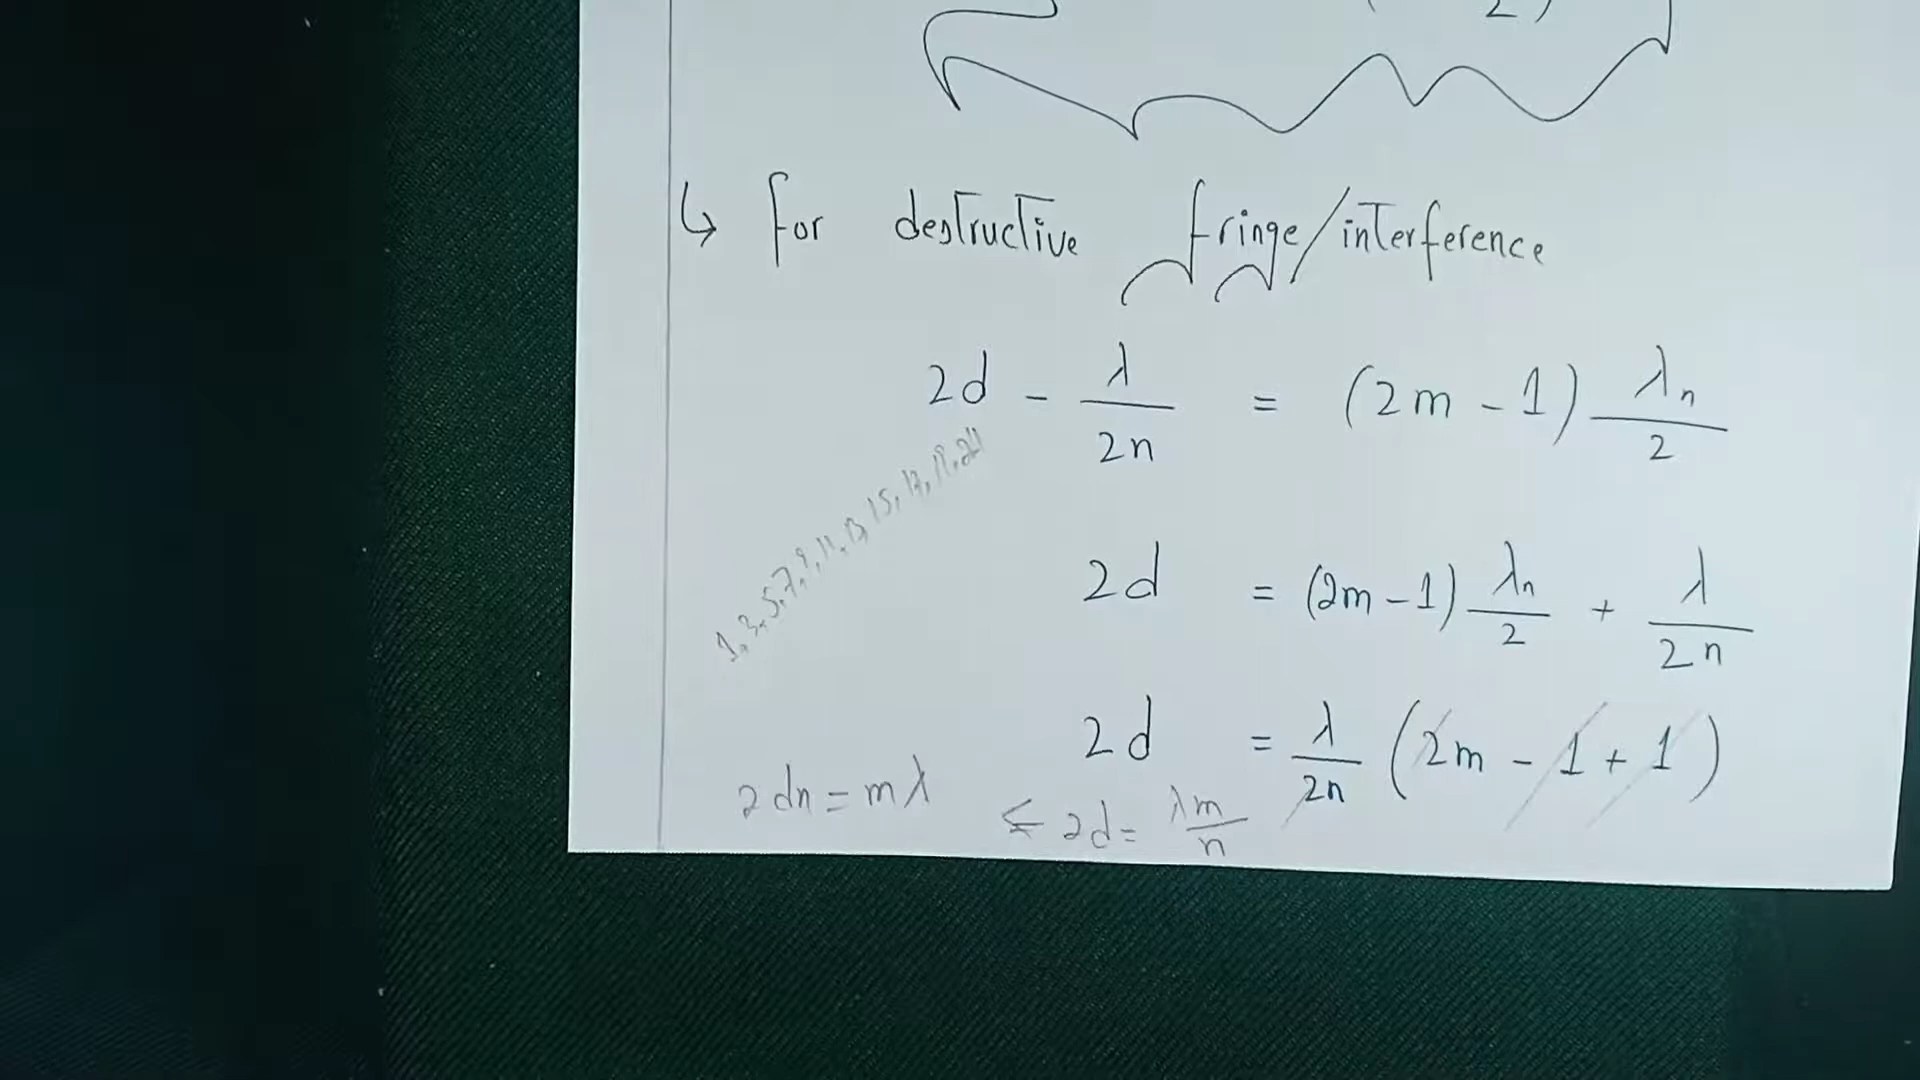 2)
↳ for destructive fringe/interference
2d - λ/2n = (2m - 1) λn/2
1, 3, 5, 7, 9, 11, 13, 15, 17, 19, 21
2d = (2m - 1) λn/2 + λ/2n
2d = λ/2n (2m - 1 + 1)
2dn = mλ ⇐ 2d = λm/n